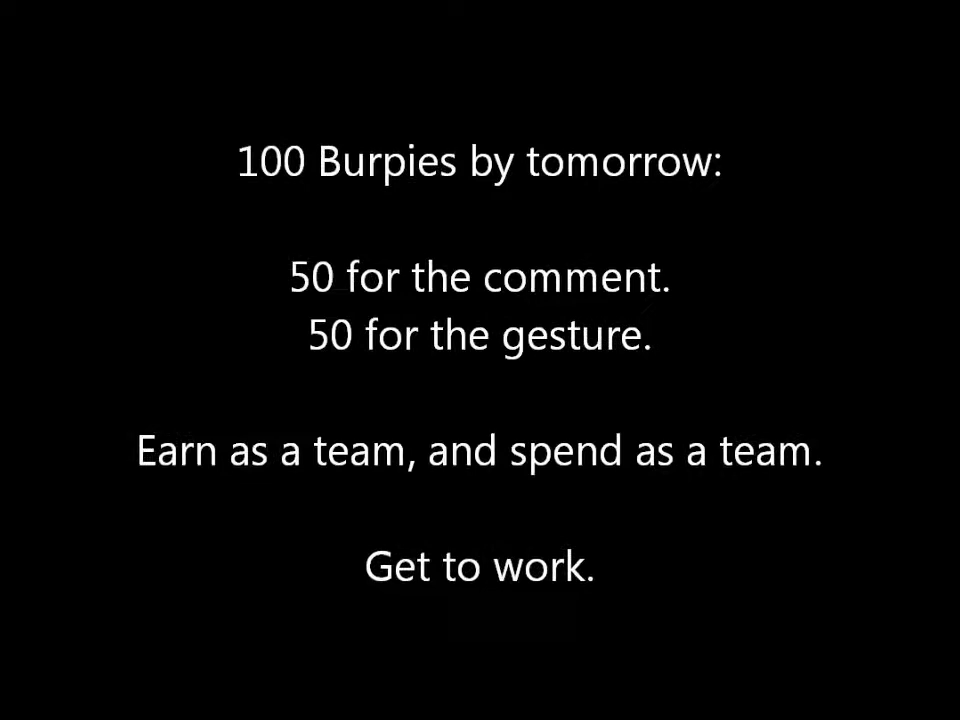 100 Burpies by tomorrow:
50 for the comment.
50 for the gesture.
Earn as a team, and spend as a team.
Get to work.